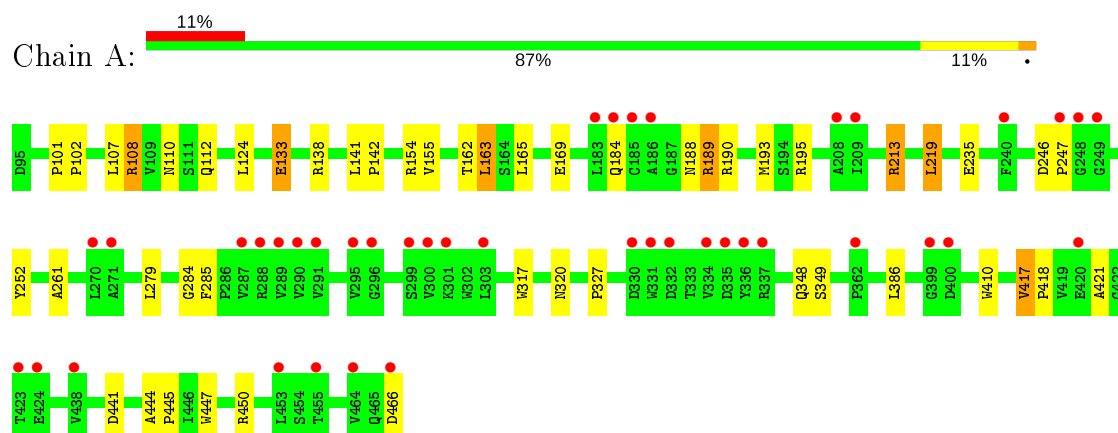 11%
Chain A:
87% 11% •
D95 P101 P102 L107 R108 V109 N110 S111 Q112 L124 E133 R138 L141 P142 R154 V155 T162 L163 S164 L165 E169 L183 Q184 C185 A186 G187 N188 R189 R190 M193 S194 R195 A208 I209 R213 L219 E235 F240 D246 P247 G248 G249
Y252 A261 L270 A271 L279 G284 F285 P286 V287 R288 V289 V290 V291 V295 G296 S299 V300 K301 W302 L303 W317 N320 P327 D330 W331 D332 T333 V334 D335 Y336 R337 Q348 S349 P362 L386 G399 D400 W410 V417 P418 V419 E420 A421
T423 E424 V438 D441 A444 P445 I446 W447 R450 L453 S454 T455 V464 Q465 D466